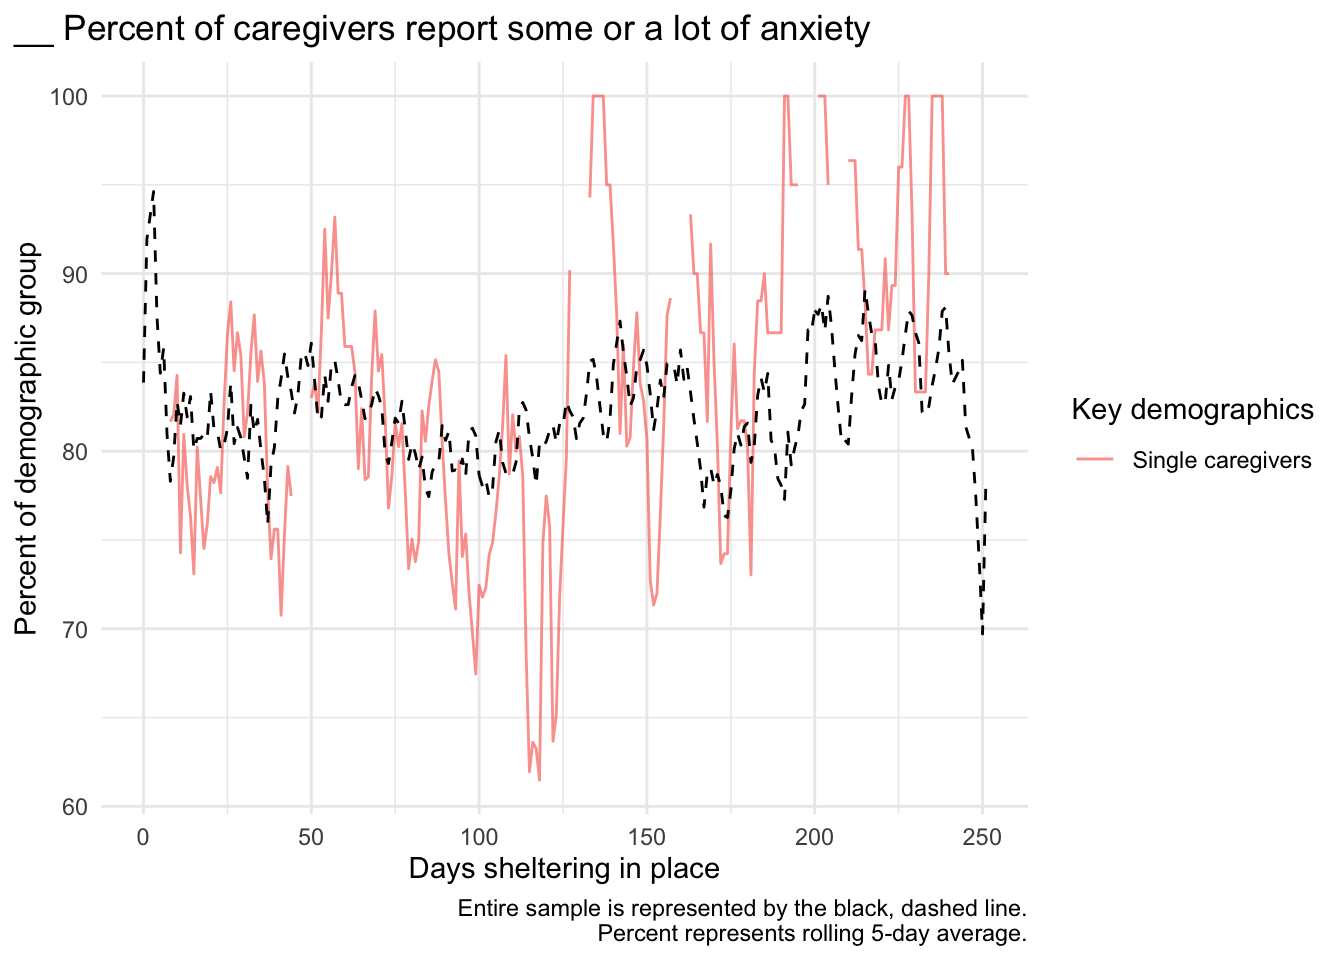 __ Percent of caregivers report some or a lot of anxiety
Percent of demographic group
100
90
80
70
60
0 50 100 150 200 250
Days sheltering in place
Key demographics
Single caregivers
Entire sample is represented by the black, dashed line.
Percent represents rolling 5-day average.